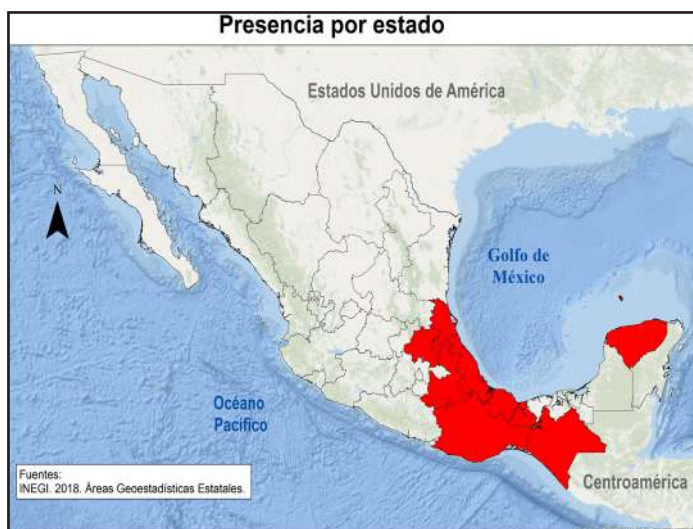 Presencia por estado
Estados Unidos de América
N
Golfo de
México
Océano
Pacífico
Centroamérica
Fuentes:
INEGI. 2018. Áreas Geoestadísticas Estatales.